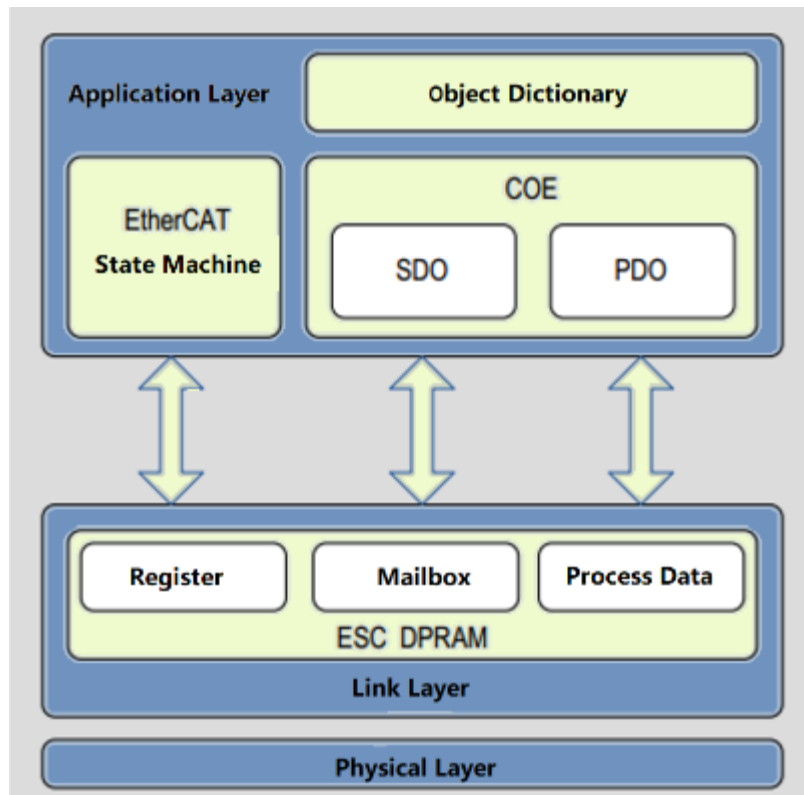 Application Layer
Object Dictionary
EtherCAT
State Machine
COE
SDO
PDO
Register
Mailbox
Process Data
ESC DPRAM
Link Layer
Physical Layer